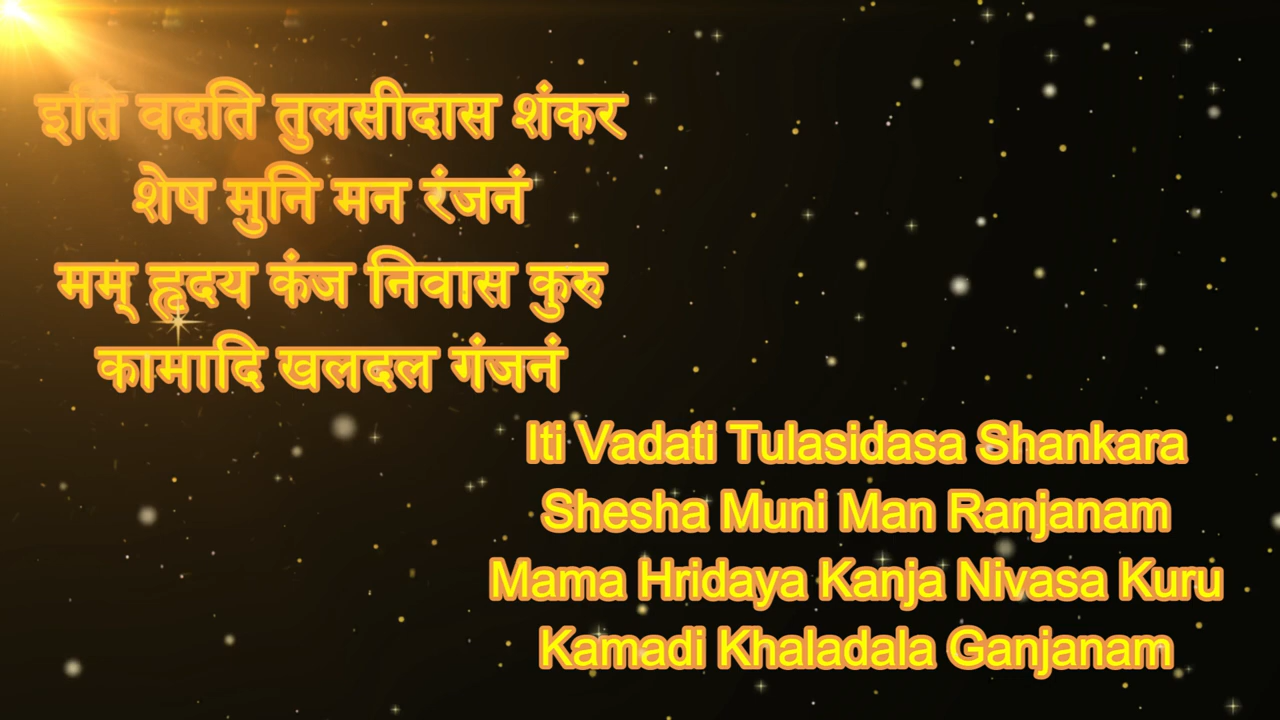 इति वदति तुलसीदास शंकर
शेष मुनि मन रंजनं
मम् हृदय कंज निवास कुरु
कामादि खलदल गंजनं
Iti Vadati Tulasidasa Shankara
Shesha Muni Man Ranjanam
Mama Hridaya Kanja Nivasa Kuru
Kamadi Khaladala Ganjanam